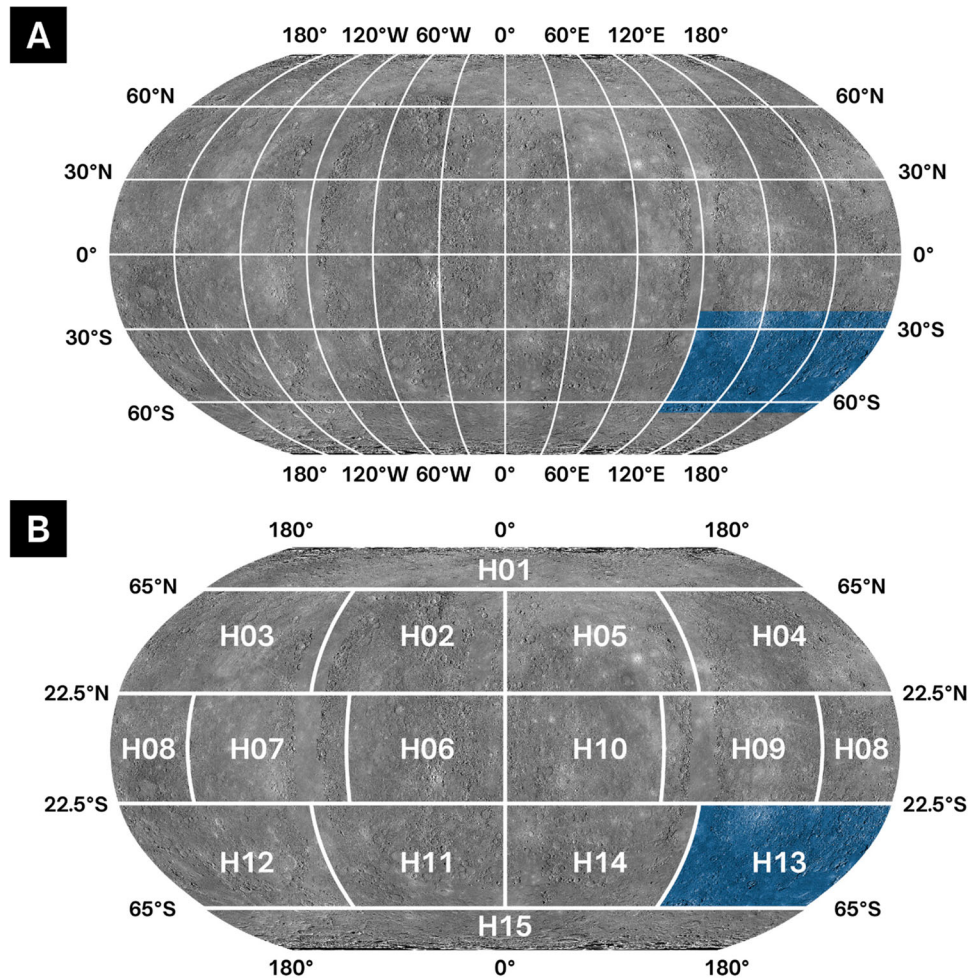 A
180° 120°W 60°W 0° 60°E 120°E 180°
60°N 60°N
30°N 30°N
0° 0°
30°S 30°S
60°S 60°S
180° 120°W 60°W 0° 60°E 120°E 180°
B
180° 0° 180°
H01
65°N 65°N
H03 H02 H05 H04
22.5°N 22.5°N
H08 H07 H06 H10 H09 H08
22.5°S 22.5°S
H12 H11 H14 H13
65°S 65°S
H15
180° 0° 180°